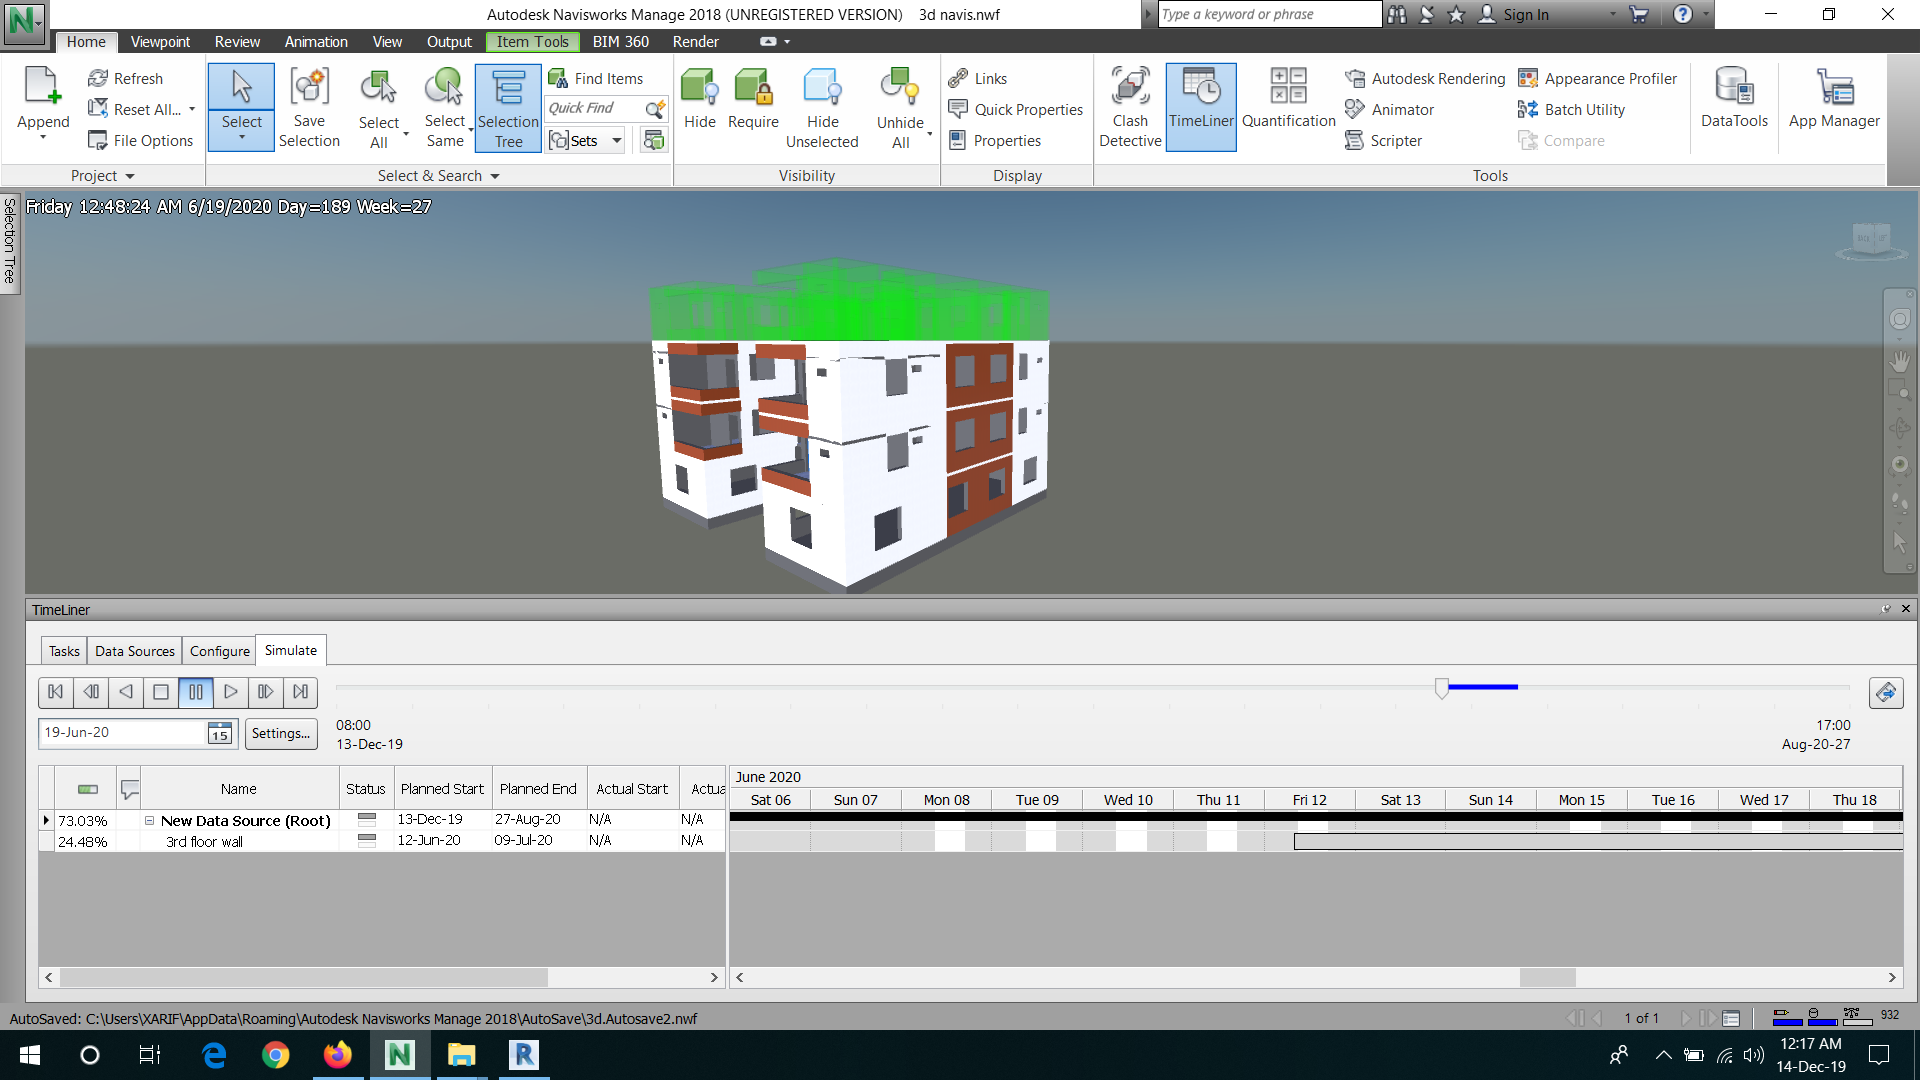 Autodesk Navisworks Manage 2018 (UNREGISTERED VERSION) 3d navis.nwf
Type a keyword or phrase
Sign In
Home Viewpoint Review Animation View Output Item Tools BIM 360 Render
Append
Refresh
Reset All...
File Options
Project
Select
Save Selection
Select All
Select Same
Selection Tree
Find Items
Quick Find
Sets
Select & Search
Hide
Require
Hide Unselected
Unhide All
Visibility
Links
Quick Properties
Properties
Display
Clash Detective
TimeLiner
Quantification
Autodesk Rendering
Animator
Scripter
Appearance Profiler
Batch Utility
Compare
DataTools
App Manager
Tools
Selection Tree
Friday 12:48:24 AM 6/19/2020 Day=189 Week=27
TimeLiner
Tasks Data Sources Configure Simulate
19-Jun-20
15
Settings...
08:00
13-Dec-19
17:00
Aug-20-27
Name Status Planned Start Planned End Actual Start Actua
73.03% New Data Source (Root) 13-Dec-19 27-Aug-20 N/A N/A
24.48% 3rd floor wall 12-Jun-20 09-Jul-20 N/A N/A
June 2020
Sat 06 Sun 07 Mon 08 Tue 09 Wed 10 Thu 11 Fri 12 Sat 13 Sun 14 Mon 15 Tue 16 Wed 17 Thu 18
AutoSaved: C:\Users\XARIF\AppData\Roaming\Autodesk Navisworks Manage 2018\AutoSave\3d.Autosave2.nwf
1 of 1
932
12:17 AM
14-Dec-19